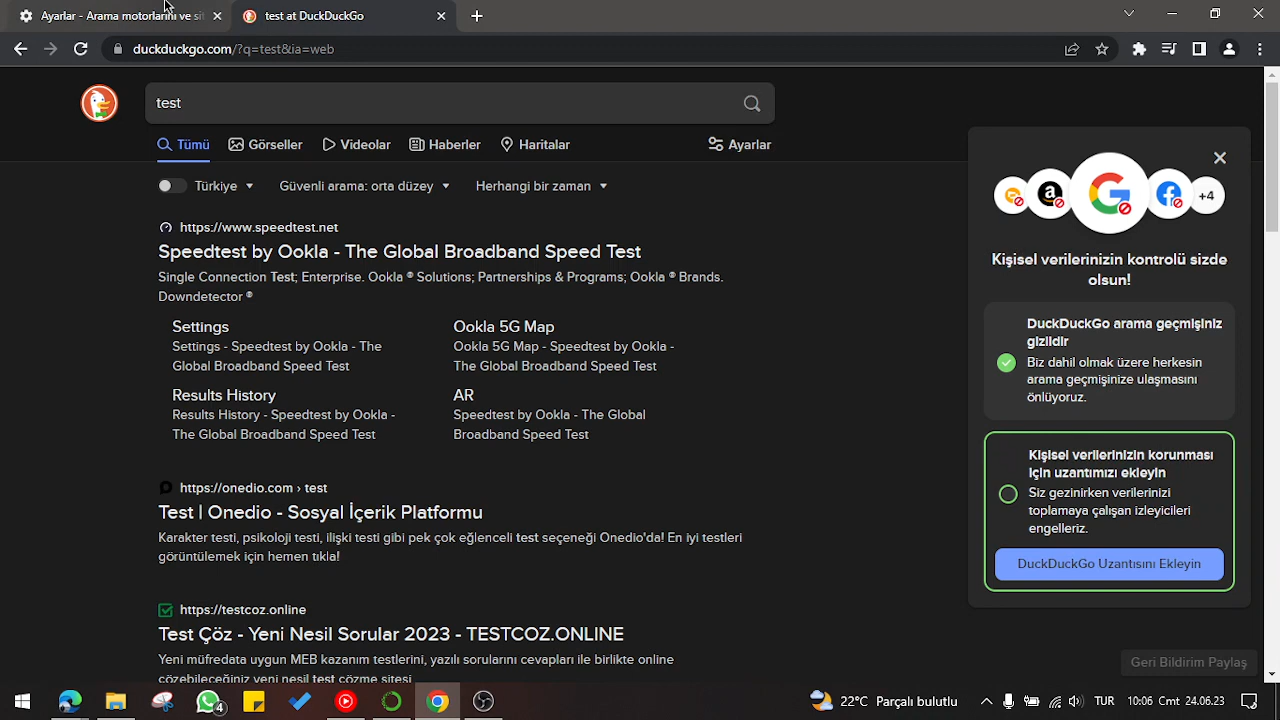 Ayarlar - Arama motorlarını ve sit
test at DuckDuckGo
duckduckgo.com/?q=test&ia=web
test
Tümü
Görseller
Videolar
Haberler
Haritalar
Ayarlar
Türkiye
Güvenli arama: orta düzey
Herhangi bir zaman
https://www.speedtest.net
Speedtest by Ookla - The Global Broadband Speed Test
Single Connection Test; Enterprise. Ookla ® Solutions; Partnerships & Programs; Ookla ® Brands.
Downdetector ®
Settings
Settings - Speedtest by Ookla - The
Global Broadband Speed Test
Ookla 5G Map
Ookla 5G Map - Speedtest by Ookla -
The Global Broadband Speed Test
Results History
Results History - Speedtest by Ookla -
The Global Broadband Speed Test
AR
Speedtest by Ookla - The Global
Broadband Speed Test
https://onedio.com › test
Test | Onedio - Sosyal İçerik Platformu
Karakter testi, psikoloji testi, ilişki testi gibi pek çok eğlenceli test seçeneği Onedio'da! En iyi testleri
görüntülemek için hemen tıkla!
https://testcoz.online
Test Çöz - Yeni Nesil Sorular 2023 - TESTCOZ.ONLINE
Yeni müfredata uygun MEB kazanım testlerini, yazılı sorularını cevapları ile birlikte online
çözebileceğiniz yeni nesil test çözme sitesi
+4
Kişisel verilerinizin kontrolü sizde
olsun!
DuckDuckGo arama geçmişiniz
gizlidir
Biz dahil olmak üzere herkesin
arama geçmişinize ulaşmasını
önlüyoruz.
Kişisel verilerinizin korunması
için uzantımızı ekleyin
Siz gezinirken verilerinizi
toplamaya çalışan izleyicileri
engelleriz.
DuckDuckGo Uzantısını Ekleyin
Geri Bildirim Paylaş
4
22°C Parçalı bulutlu
TUR
10:06 Cmt 24.06.23